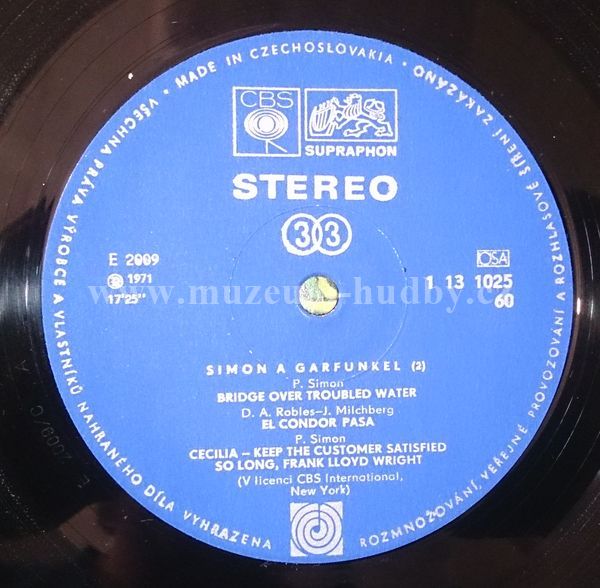 VŠECHNA PRÁVA VÝROBCE A VLASTNÍKŮ NAHRANÉHO DÍLA VYHRAZENA
• MADE IN CZECHOSLOVAKIA •
ROZMNOŽOVÁNÍ, VEŘEJNÉ PROVOZOVÁNÍ A ROZHLASOVÉ ŠÍŘENÍ ZAKÁZÁNO
CBS
SUPRAPHON
STEREO
33
E 2009
OSA
Ⓟ 1971
1 13 1025
17'25"
60
www.muzeum-hudby.c
SIMON A GARFUNKEL (2)
P. Simon
BRIDGE OVER TROUBLED WATER
D. A. Robles–J. Milchberg
EL CONDOR PASA
P. Simon
CECILIA – KEEP THE CUSTOMER SATISFIED
SO LONG, FRANK LLOYD WRIGHT
(V licenci CBS International,
New York)